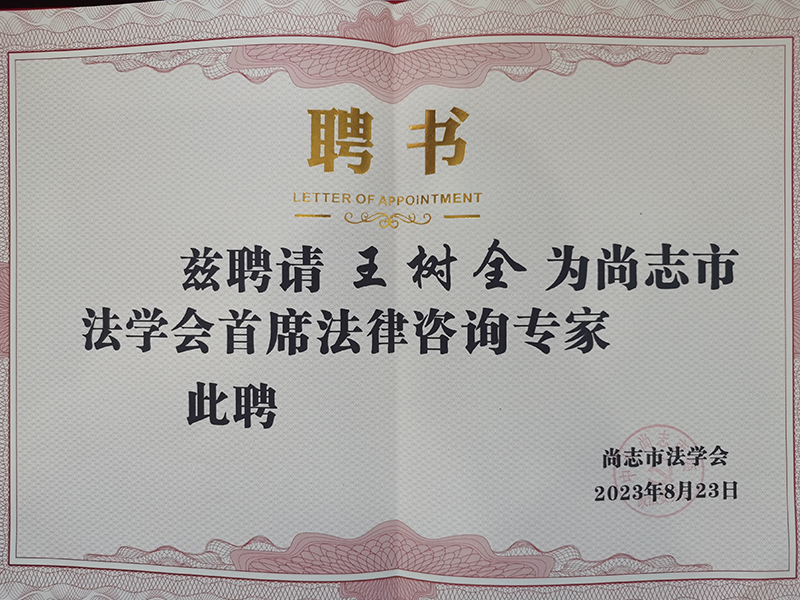 聘书
LETTER OF APPOINTMENT
兹聘请 王树全 为尚志市
法学会首席法律咨询专家
此聘
尚志市法学会
2023年8月23日